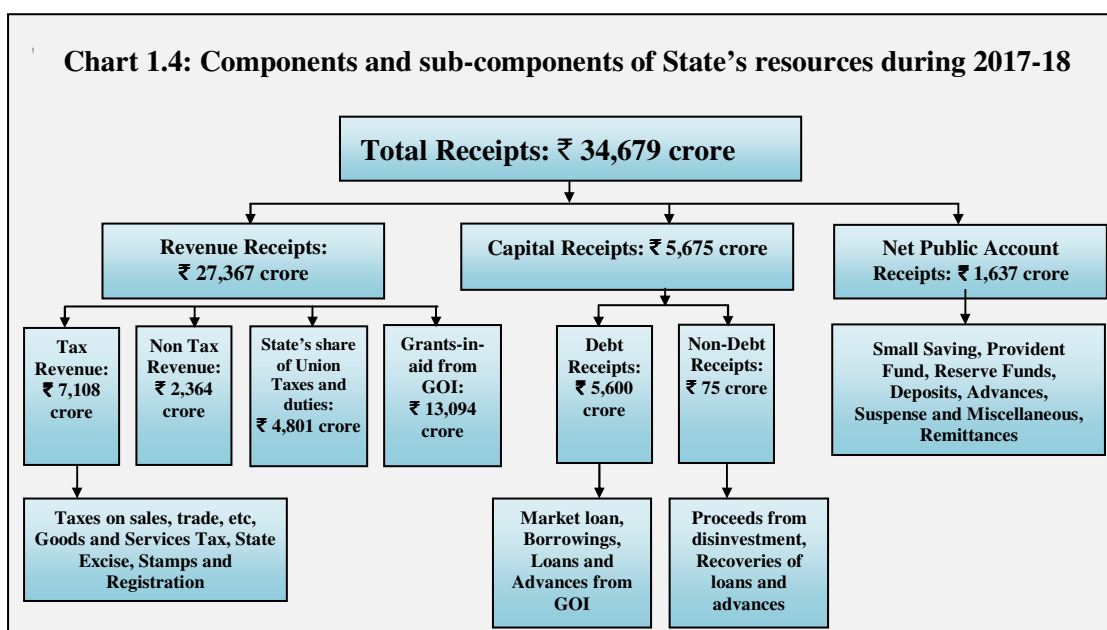 Chart 1.4: Components and sub-components of State’s resources during 2017-18
Total Receipts: ₹ 34,679 crore
Revenue Receipts:
₹ 27,367 crore
Capital Receipts: ₹ 5,675 crore
Net Public Account
Receipts: ₹ 1,637 crore
Tax
Revenue:
₹ 7,108
crore
Non Tax
Revenue:
₹ 2,364
crore
State’s share
of Union
Taxes and
duties:
₹ 4,801 crore
Grants-in-
aid from
GOI:
₹ 13,094
crore
Debt
Receipts:
₹ 5,600
crore
Non-Debt
Receipts:
₹ 75 crore
Small Saving, Provident
Fund, Reserve Funds,
Deposits, Advances,
Suspense and Miscellaneous,
Remittances
Taxes on sales, trade, etc,
Goods and Services Tax, State
Excise, Stamps and
Registration
Market loan,
Borrowings,
Loans and
Advances from
GOI
Proceeds from
disinvestment,
Recoveries of
loans and
advances